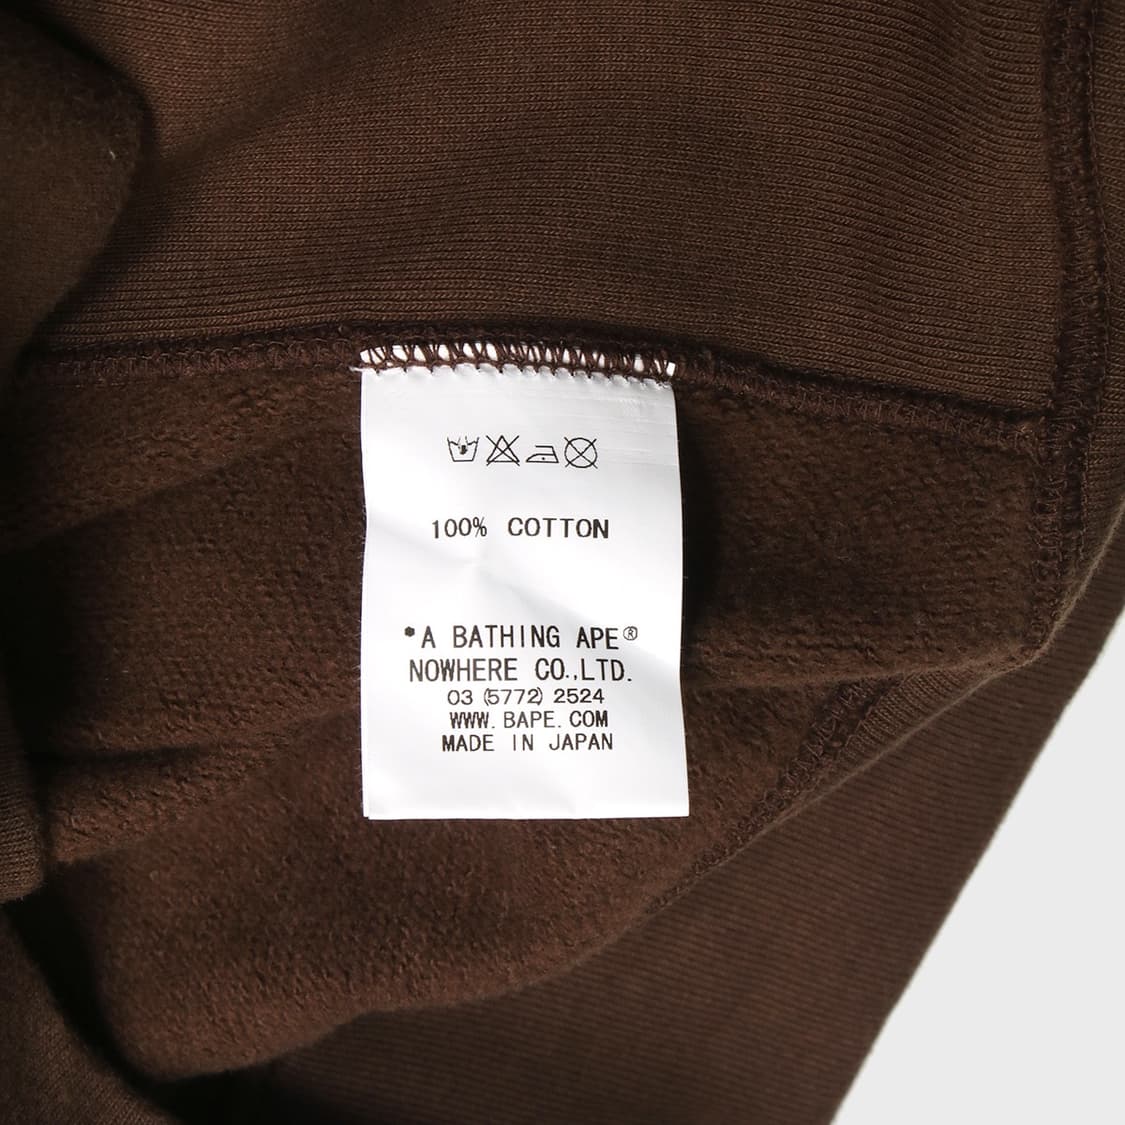 100% COTTON
*A BATHING APE®
NOWHERE CO.,LTD.
03 (5772) 2524
WWW.BAPE.COM
MADE IN JAPAN